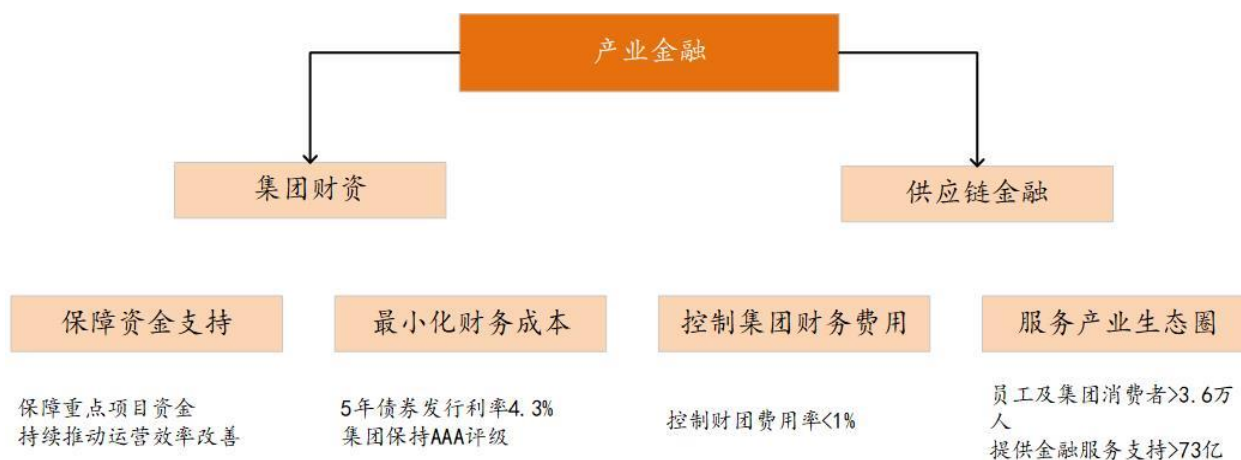 产业金融
集团财资
供应链金融
保障资金支持
最小化财务成本
控制集团财务费用
服务产业生态圈
保障重点项目资金
持续推动运营效率改善
5年债券发行利率4.3%
集团保持AAA评级
控制财团费用率<1%
员工及集团消费者>3.6万
人
提供金融服务支持>73亿